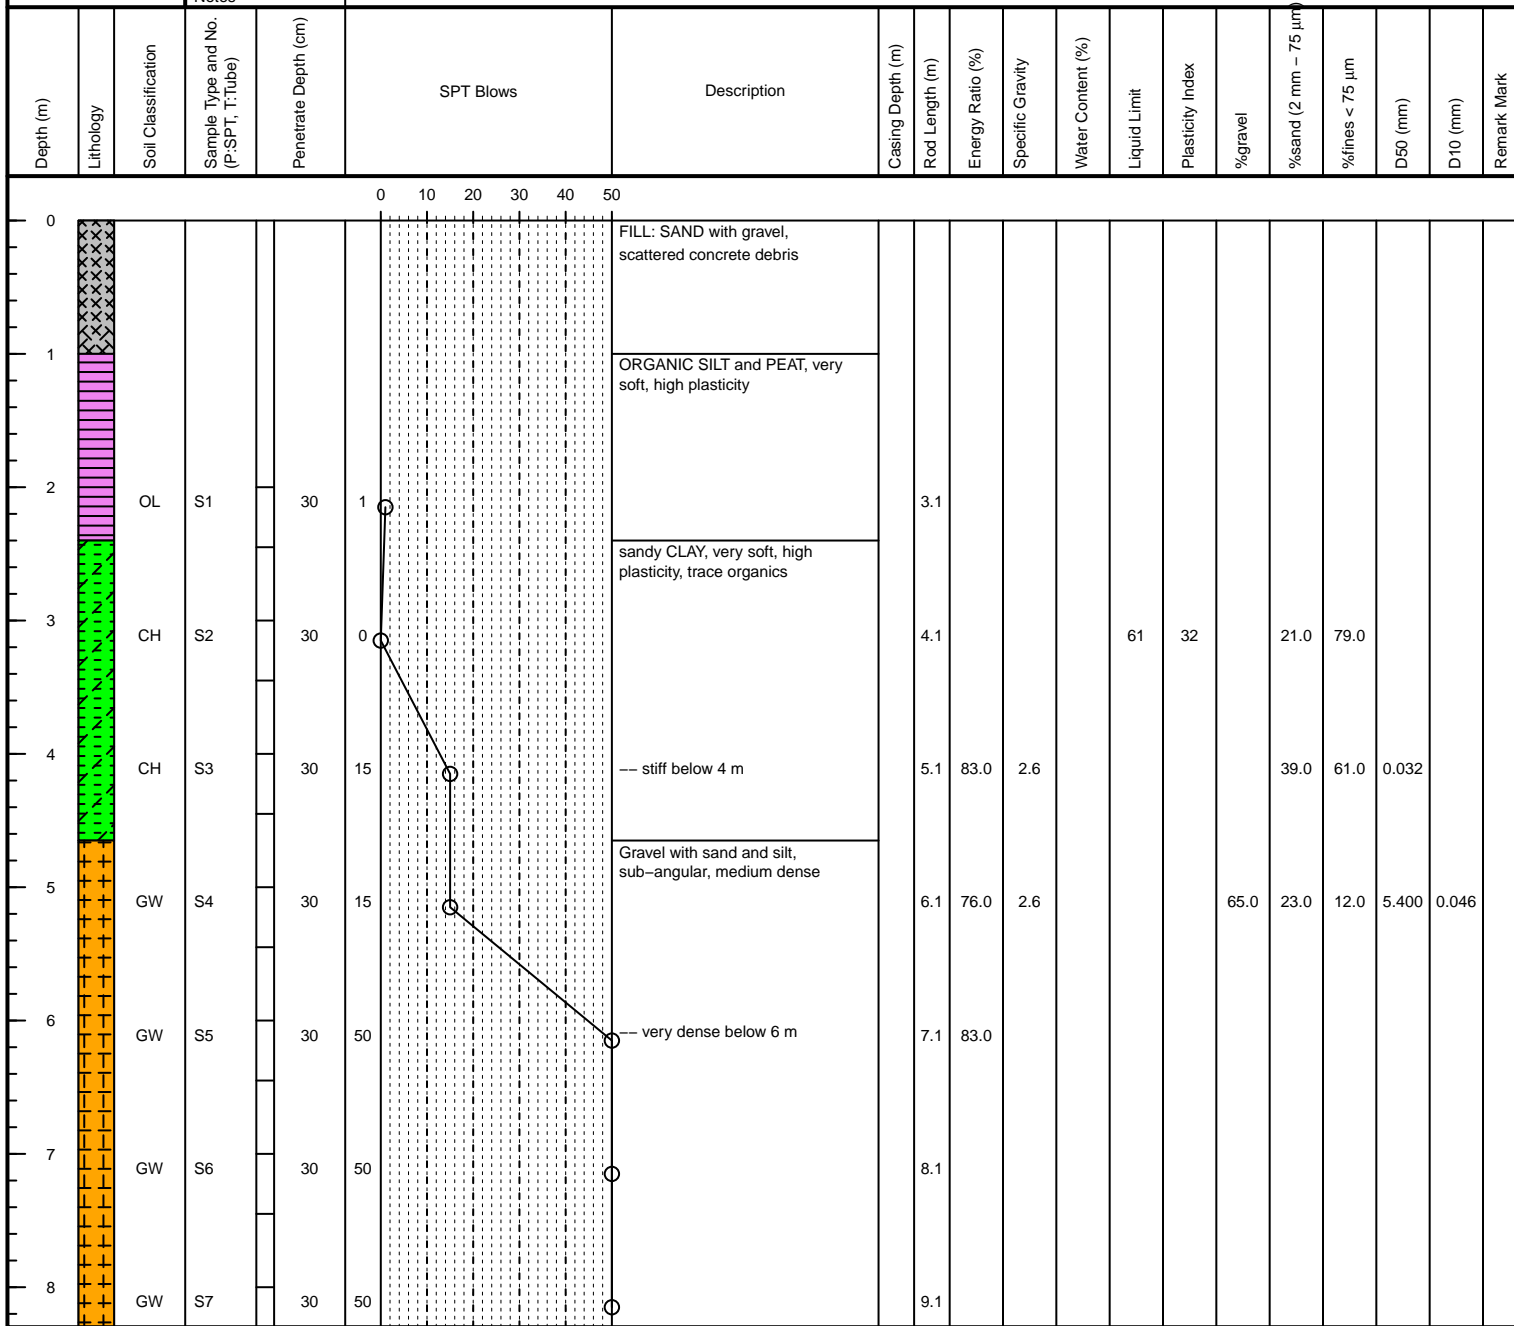 Depth (m)
Lithology
Soil Classification
Sample Type and No.
(P:SPT, T:Tube)
Penetrate Depth (cm)
SPT Blows
Description
Casing Depth (m)
Rod Length (m)
Energy Ratio (%)
Specific Gravity
Water Content (%)
Liquid Limit
Plasticity Index
%gravel
%sand (2 mm − 75 μm)
%fines < 75 μm
D50 (mm)
D10 (mm)
Remark Mark
0 10 20 30 40 50
0
FILL: SAND with gravel,
scattered concrete debris
1
ORGANIC SILT and PEAT, very
soft, high plasticity
2
OL S1 30 1 3.1
sandy CLAY, very soft, high
plasticity, trace organics
3
CH S2 30 0 4.1 61 32 21.0 79.0
4
CH S3 30 15 −− stiff below 4 m 5.1 83.0 2.6 39.0 61.0 0.032
Gravel with sand and silt,
sub−angular, medium dense
5
GW S4 30 15 6.1 76.0 2.6 65.0 23.0 12.0 5.400 0.046
6
GW S5 30 50 −− very dense below 6 m 7.1 83.0
7
GW S6 30 50 8.1
8
GW S7 30 50 9.1